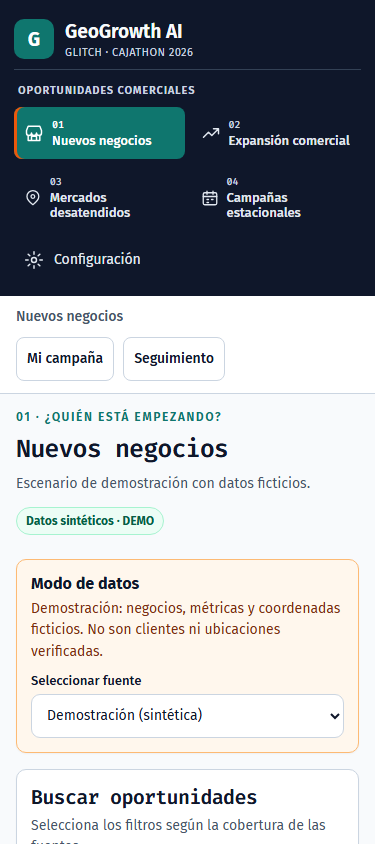 G
GeoGrowth AI
GLITCH · CAJATHON 2026
OPORTUNIDADES COMERCIALES
01
Nuevos negocios
02
Expansión comercial
03
Mercados
desatendidos
04
Campañas
estacionales
Configuración
Nuevos negocios
Mi campaña
Seguimiento
01 · ¿QUIÉN ESTÁ EMPEZANDO?
Nuevos negocios
Escenario de demostración con datos ficticios.
Datos sintéticos · DEMO
Modo de datos
Demostración: negocios, métricas y coordenadas
ficticios. No son clientes ni ubicaciones
verificadas.
Seleccionar fuente
Demostración (sintética)
Buscar oportunidades
Selecciona los filtros según la cobertura de las
fuentes.